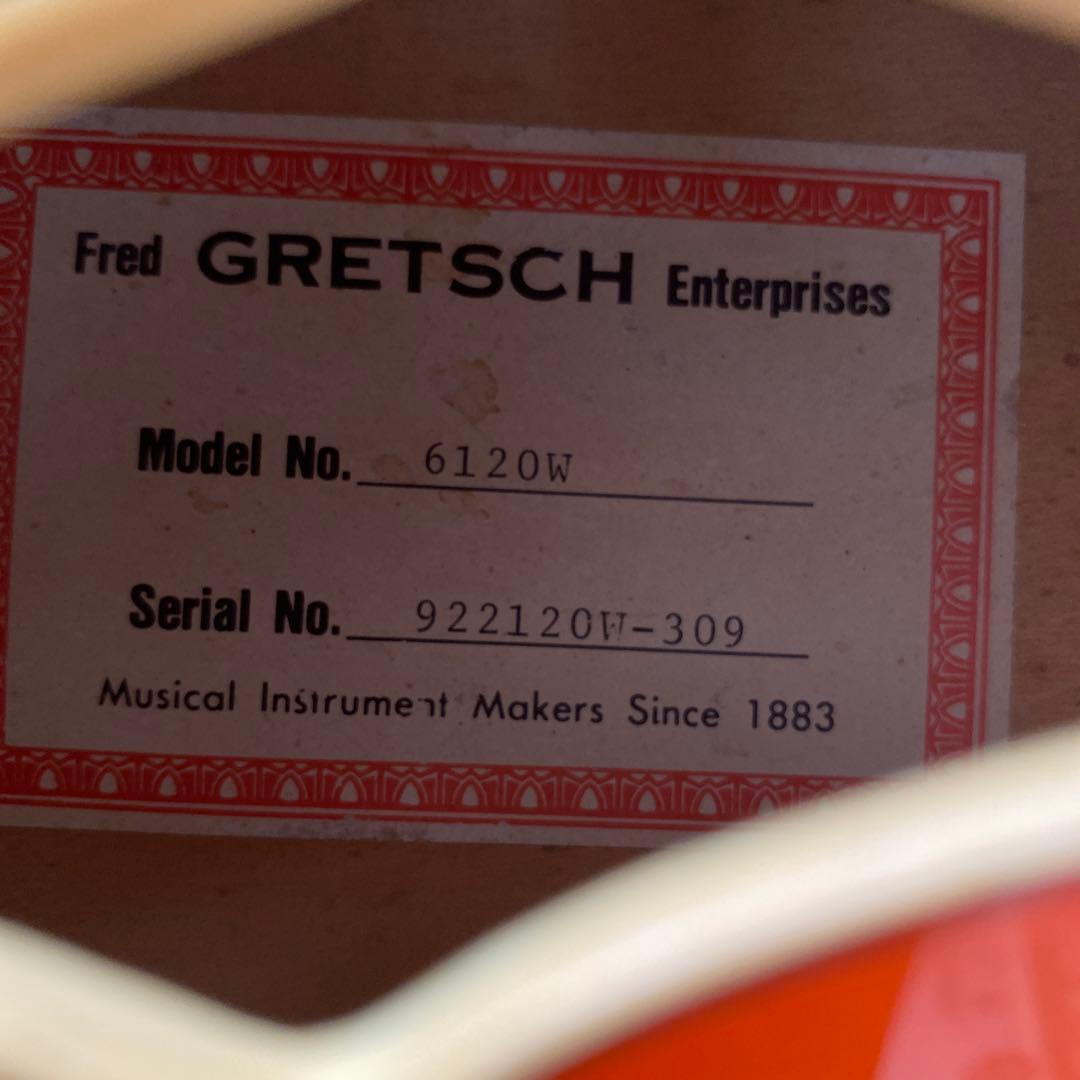 Fred GRETSCH Enterprises
Model No. 6120W
Serial No. 922120W-309
Musical Instrument Makers Since 1883